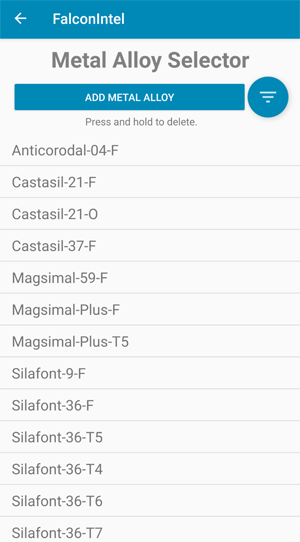 FalconIntel
Metal Alloy Selector
ADD METAL ALLOY
Press and hold to delete.
Anticorodal-04-F
Castasil-21-F
Castasil-21-O
Castasil-37-F
Magsimal-59-F
Magsimal-Plus-F
Magsimal-Plus-T5
Silafont-9-F
Silafont-36-F
Silafont-36-T5
Silafont-36-T4
Silafont-36-T6
Silafont-36-T7